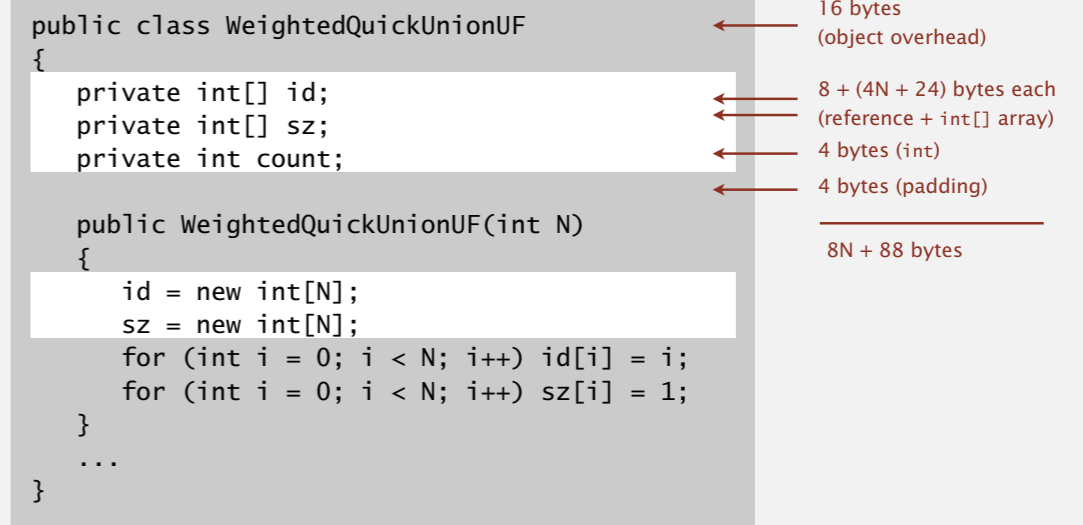 public class WeightedQuickUnionUF
16 bytes
(object overhead)
{
private int[] id;
private int[] sz;
8 + (4N + 24) bytes each
(reference + int[] array)
private int count;
4 bytes (int)
4 bytes (padding)
public WeightedQuickUnionUF(int N)
{
8N + 88 bytes
id = new int[N];
sz = new int[N];
for (int i = 0; i < N; i++) id[i] = i;
for (int i = 0; i < N; i++) sz[i] = 1;
}
...
}